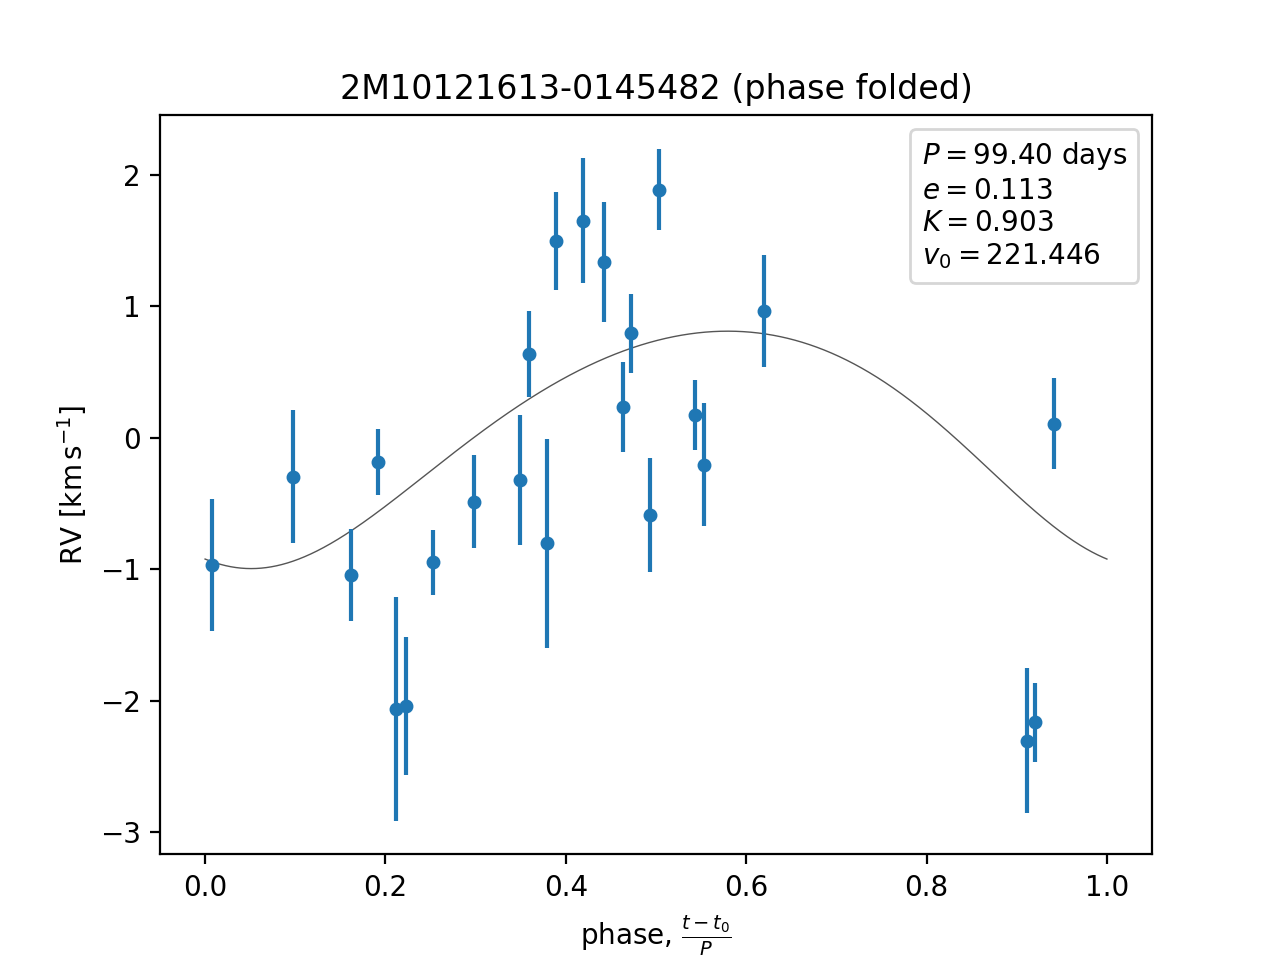 2M10121613-0145482 (phase folded)
P = 99.40 days
e = 0.113
K = 0.903
v₀ = 221.446
2
1
0
−1
−2
−3
RV [km s⁻¹]
0.0 0.2 0.4 0.6 0.8 1.0
phase, (t − t₀)/P